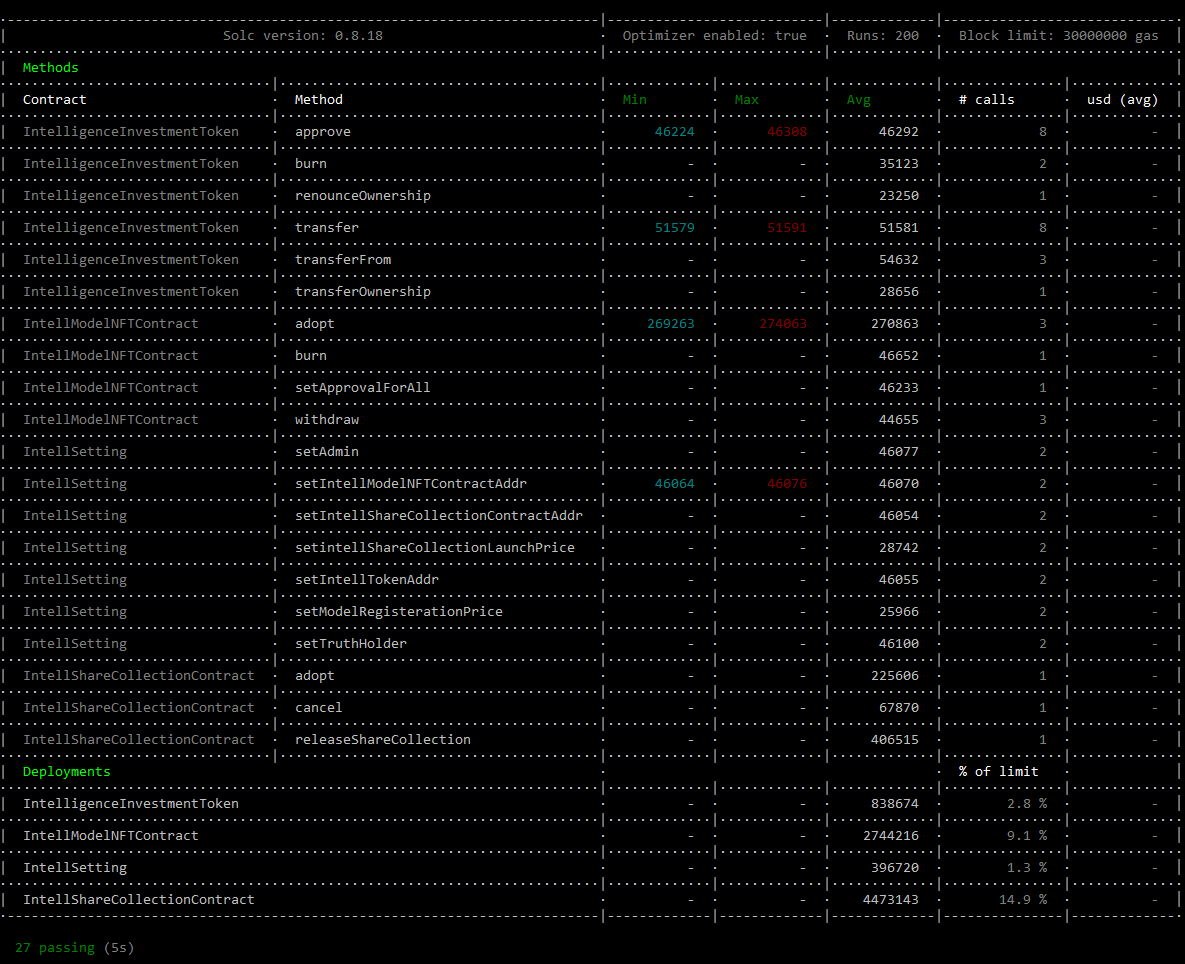 Solc version: 0.8.18 Optimizer enabled: true Runs: 200 Block limit: 30000000 gas
Methods
Contract Method Min Max Avg # calls usd (avg)
IntelligenceInvestmentToken approve 46224 46308 46292 8 -
IntelligenceInvestmentToken burn - - 35123 2 -
IntelligenceInvestmentToken renounceOwnership - - 23250 1 -
IntelligenceInvestmentToken transfer 51579 51591 51581 8 -
IntelligenceInvestmentToken transferFrom - - 54632 3 -
IntelligenceInvestmentToken transferOwnership - - 28656 1 -
IntellModelNFTContract adopt 269263 274063 270863 3 -
IntellModelNFTContract burn - - 46652 1 -
IntellModelNFTContract setApprovalForAll - - 46233 1 -
IntellModelNFTContract withdraw - - 44655 3 -
IntellSetting setAdmin - - 46077 2 -
IntellSetting setIntellModelNFTContractAddr 46064 46076 46070 2 -
IntellSetting setIntellShareCollectionContractAddr - - 46054 2 -
IntellSetting setintellShareCollectionLaunchPrice - - 28742 2 -
IntellSetting setIntellTokenAddr - - 46055 2 -
IntellSetting setModelRegisterationPrice - - 25966 2 -
IntellSetting setTruthHolder - - 46100 2 -
IntellShareCollectionContract adopt - - 225606 1 -
IntellShareCollectionContract cancel - - 67870 1 -
IntellShareCollectionContract releaseShareCollection - - 406515 1 -
Deployments % of limit
IntelligenceInvestmentToken - - 838674 2.8 % -
IntellModelNFTContract - - 2744216 9.1 % -
IntellSetting - - 396720 1.3 % -
IntellShareCollectionContract - - 4473143 14.9 % -
27 passing (5s)